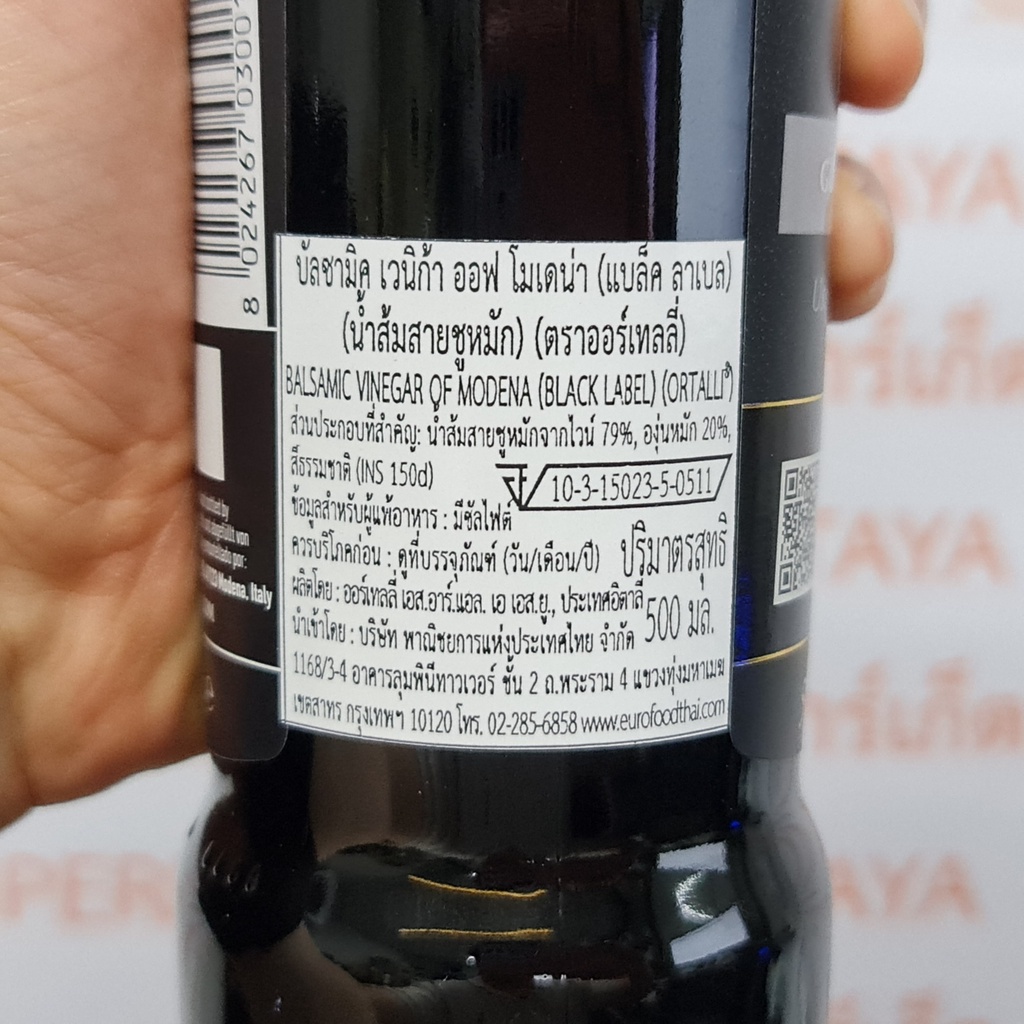 8 024267 0300
บัลซามิค เวนิก้า ออฟ โมเดน่า (แบล็ค ลาเบล)
(น้ำส้มสายชูหมัก) (ตราออร์เทลลี่)
BALSAMIC VINEGAR OF MODENA (BLACK LABEL) (ORTALLI®)
ส่วนประกอบที่สำคัญ: น้ำส้มสายชูหมักจากไวน์ 79%, องุ่นหมัก 20%,
สีธรรมชาติ (INS 150d)
10-3-15023-5-0511
ข้อมูลสำหรับผู้แพ้อาหาร : มีซัลไฟต์
ควรบริโภคก่อน : ดูที่บรรจุภัณฑ์ (วัน/เดือน/ปี) ปริมาตรสุทธิ
ผลิตโดย : ออร์เทลลี่ เอส.อาร์.แอล. เอ เอส.ยู., ประเทศอิตาลี 500 มล.
นำเข้าโดย : บริษัท พาณิชยการแห่งประเทศไทย จำกัด
1168/3-4 อาคารลุมพินีทาวเวอร์ ชั้น 2 ถ.พระราม 4 แขวงทุ่งมหาเมฆ
เขตสาทร กรุงเทพฯ 10120 โทร. 02-285-6858 www.eurofoodthai.com
Modena, Italy